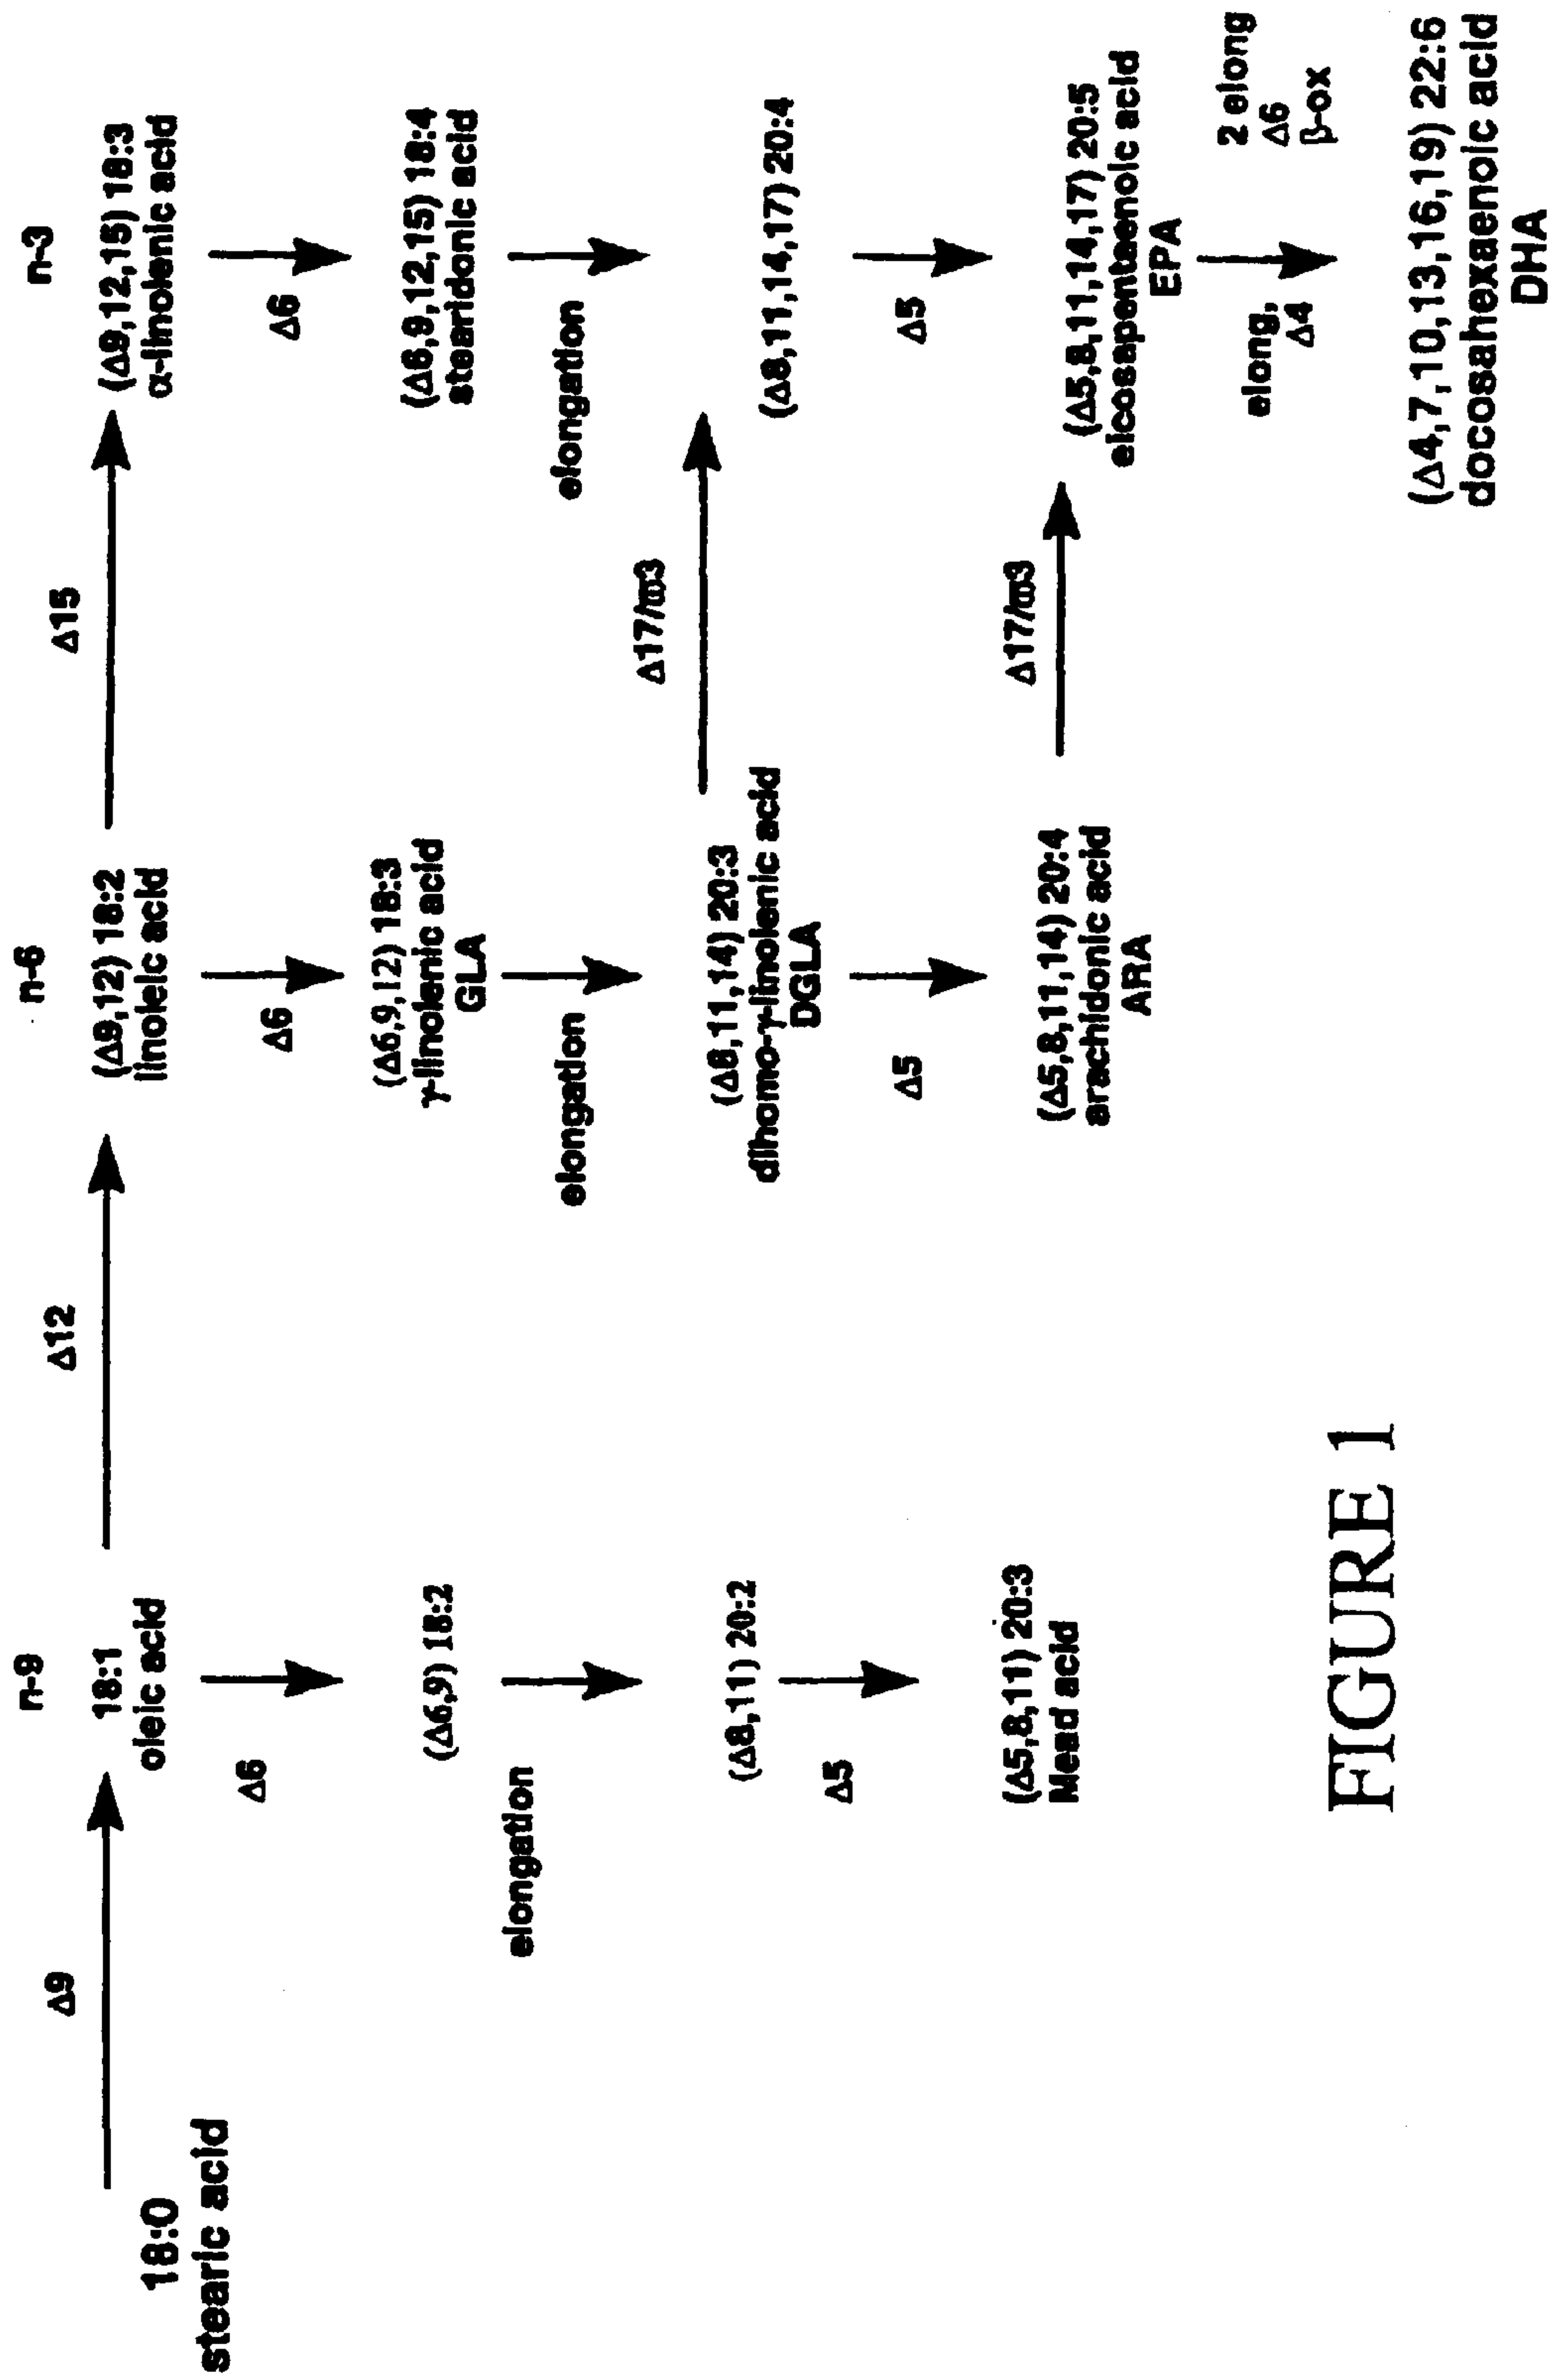 n-9
n-6
n-3
Δ9
Δ12
Δ15
18:0
stearic acid
18:1
oleic acid
(Δ9,12) 18:2
linoleic acid
(Δ9,12,15) 18:3
α-linolenic acid
Δ6
Δ6
Δ6
(Δ6,9) 18:2
(Δ6,9,12) 18:3
γ-linolenic acid
GLA
(Δ6,9,12,15) 18:4
stearidonic acid
elongation
elongation
elongation
Δ17/ω3
(Δ8,11) 20:2
(Δ8,11,14) 20:3
dihomo-γ-linolenic acid
DGLA
(Δ8,11,14,17) 20:4
Δ5
Δ5
Δ5
Δ17/ω3
(Δ5,8,11) 20:3
Mead acid
(Δ5,8,11,14) 20:4
arachidonic acid
ARA
(Δ5,8,11,14,17) 20:5
eicosapentaenoic acid
EPA
elong,
Δ4
2 elong
Δ6
β-ox
(Δ4,7,10,13,16,19) 22:6
docosahexaenoic acid
DHA
FIGURE 1